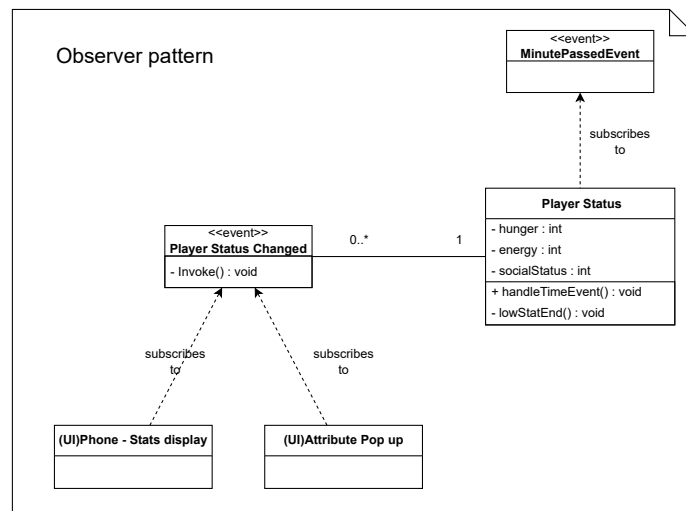 Observer pattern
<<event>>
MinutePassedEvent
subscribes
to
Player Status
- hunger : int
- energy : int
- socialStatus : int
+ handleTimeEvent() : void
- lowStatEnd() : void
<<event>>
Player Status Changed
- Invoke() : void
0..*
1
subscribes
to
subscribes
to
(UI)Phone - Stats display
(UI)Attribute Pop up